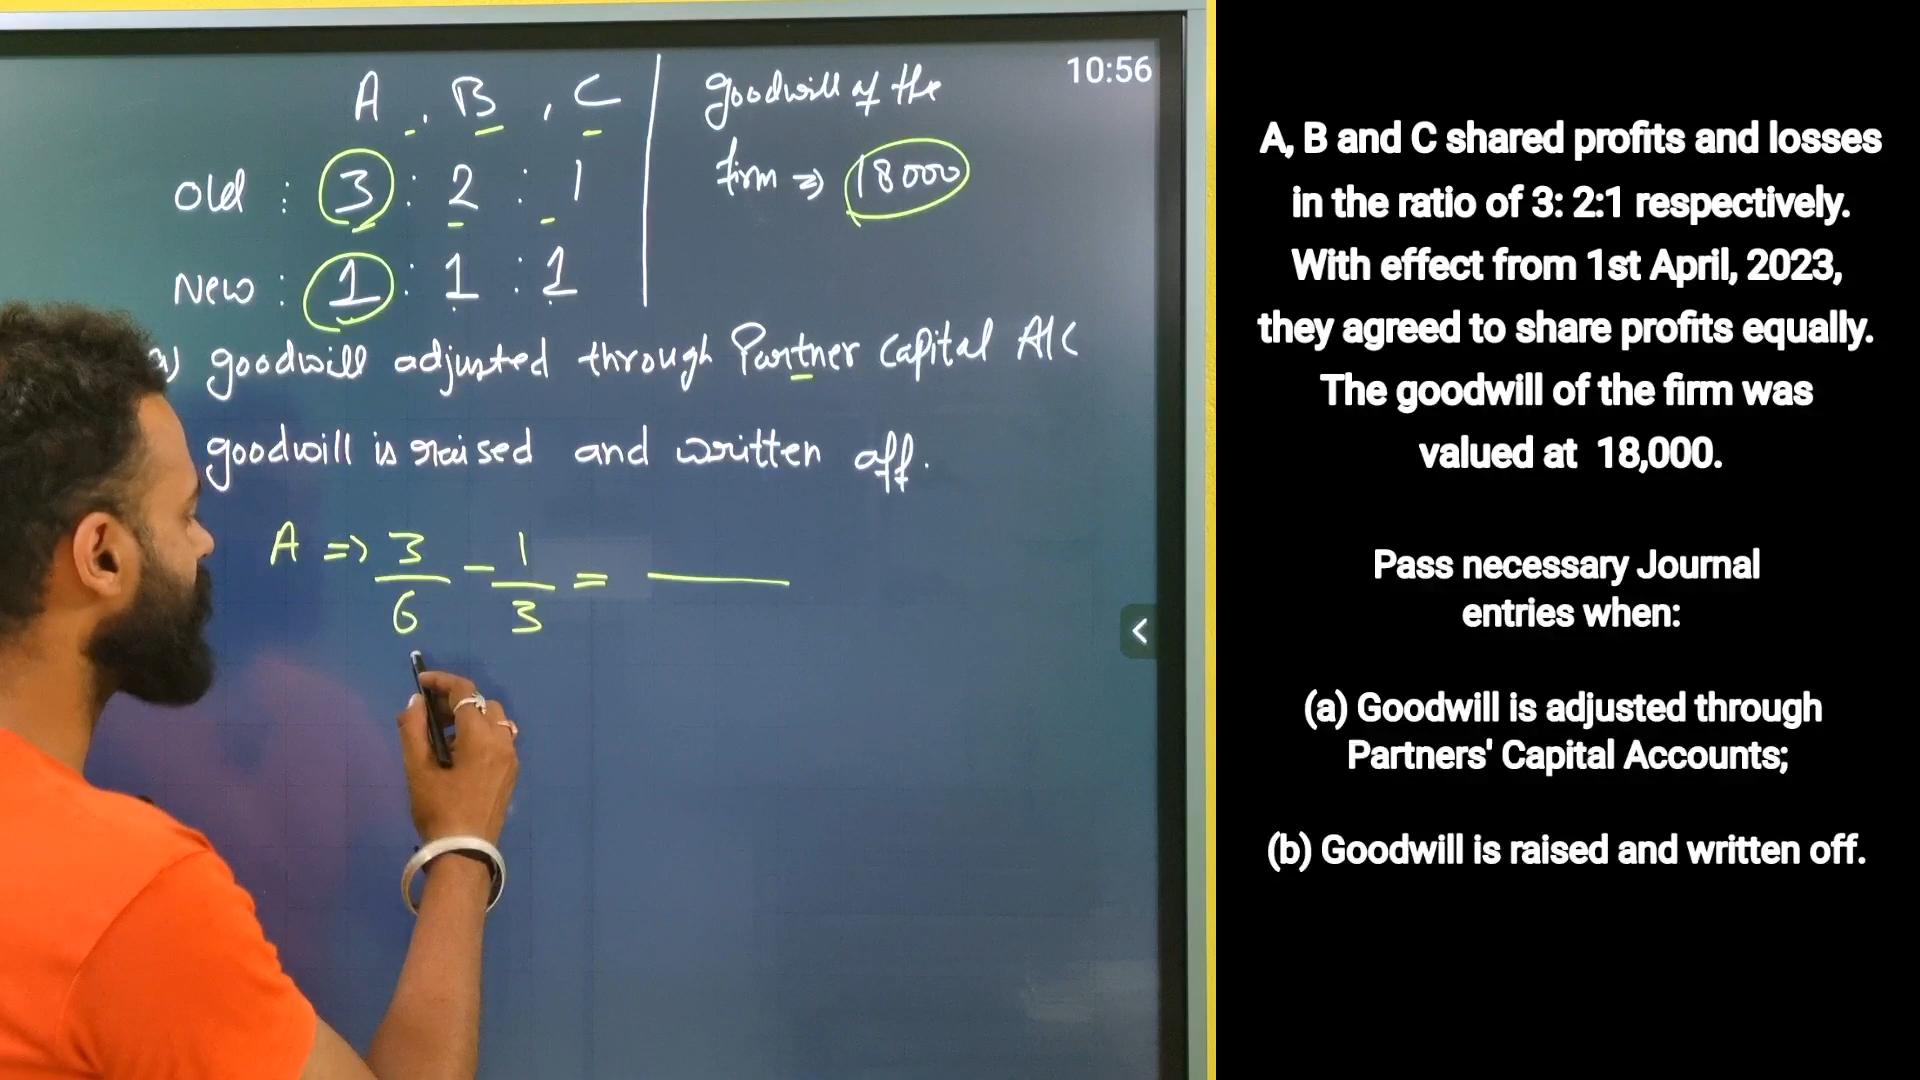 A, B, C
Old : 3 : 2 : 1
New : 1 : 1 : 1
goodwill of the
firm => 18000
10:56
a) goodwill adjusted through Partner Capital A/C
goodwill is raised and written off.
A => 3/6 - 1/3 =
<
A, B and C shared profits and losses
in the ratio of 3: 2:1 respectively.
With effect from 1st April, 2023,
they agreed to share profits equally.
The goodwill of the firm was
valued at 18,000.
Pass necessary Journal
entries when:
(a) Goodwill is adjusted through
Partners' Capital Accounts;
(b) Goodwill is raised and written off.